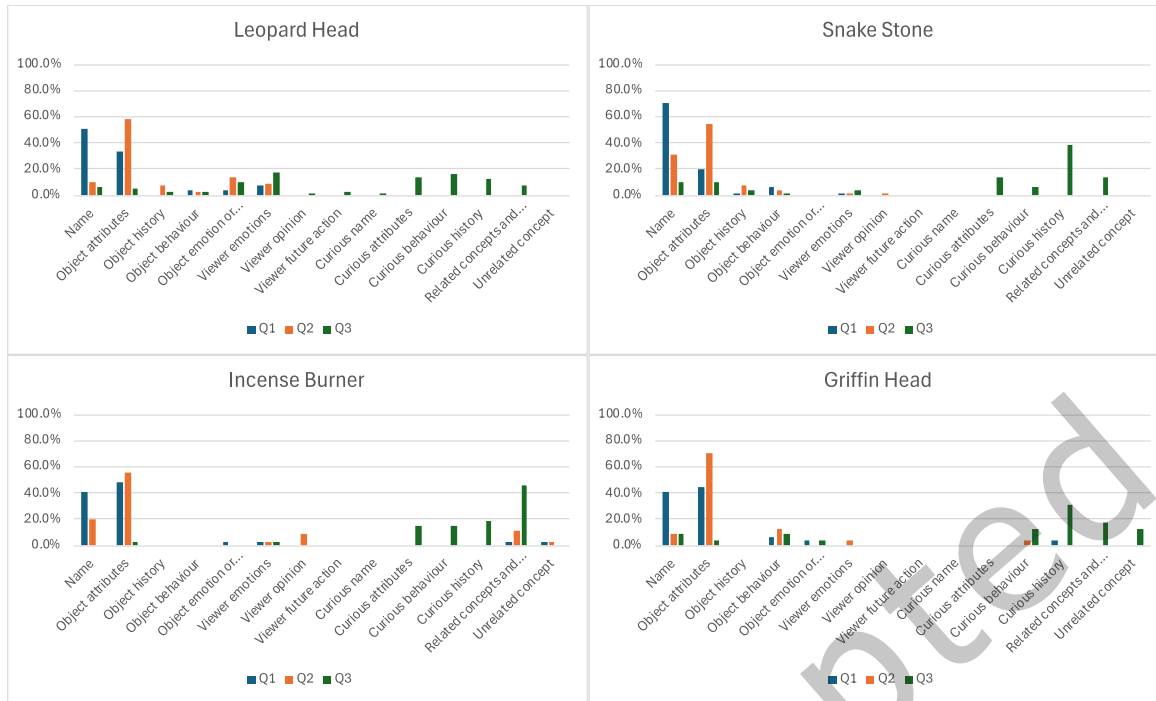 Leopard Head
100.0%
80.0%
60.0%
40.0%
20.0%
0.0%
Name
Object attributes
Object history
Object behaviour
Object emotion or...
Viewer emotions
Viewer opinion
Viewer future action
Curious name
Curious attributes
Curious behaviour
Curious history
Related concepts and...
Unrelated concept
Q1 Q2 Q3
Snake Stone
100.0%
80.0%
60.0%
40.0%
20.0%
0.0%
Name
Object attributes
Object history
Object behaviour
Object emotion or...
Viewer emotions
Viewer opinion
Viewer future action
Curious name
Curious attributes
Curious behaviour
Curious history
Related concepts and...
Unrelated concept
Q1 Q2 Q3
Incense Burner
100.0%
80.0%
60.0%
40.0%
20.0%
0.0%
Name
Object attributes
Object history
Object behaviour
Object emotion or...
Viewer emotions
Viewer opinion
Viewer future action
Curious name
Curious attributes
Curious behaviour
Curious history
Related concepts and...
Unrelated concept
Q1 Q2 Q3
Griffin Head
100.0%
80.0%
60.0%
40.0%
20.0%
0.0%
Name
Object attributes
Object history
Object behaviour
Object emotion or...
Viewer emotions
Viewer opinion
Viewer future action
Curious name
Curious attributes
Curious behaviour
Curious history
Related concepts and...
Unrelated concept
Q1 Q2 Q3
pted